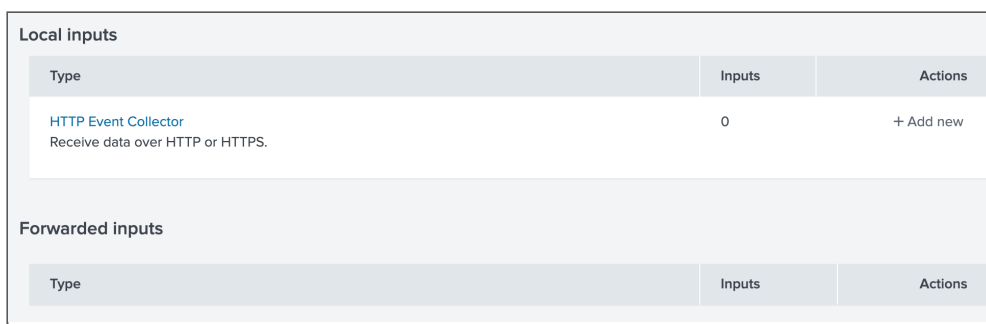 Local inputs
Type Inputs Actions
HTTP Event Collector 0 + Add new
Receive data over HTTP or HTTPS.
Forwarded inputs
Type Inputs Actions